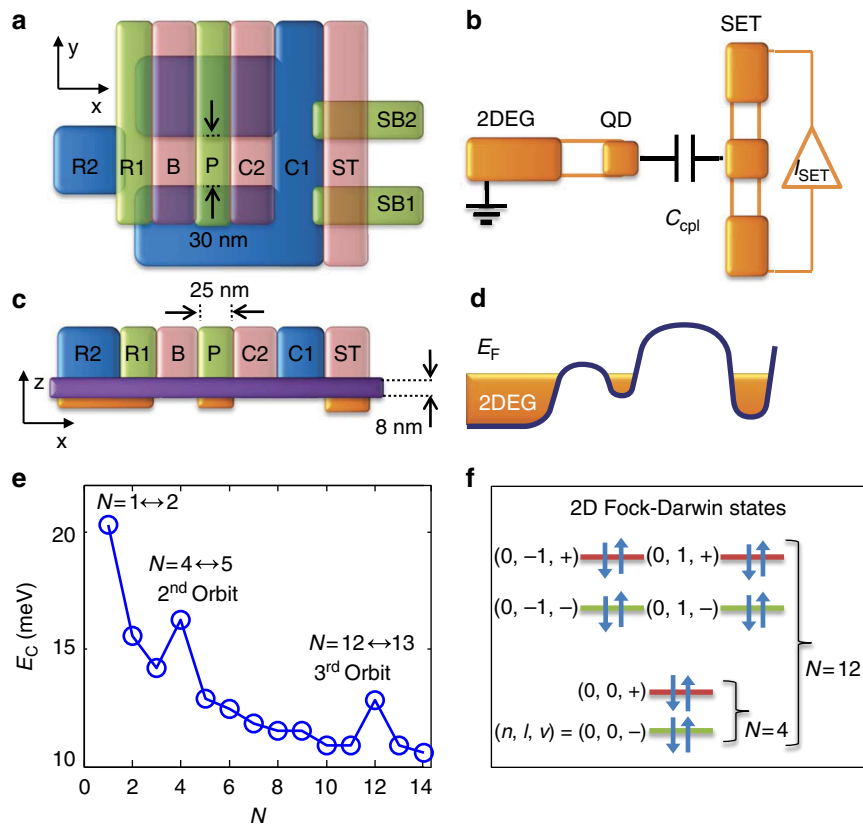 a
y
x
R2
R1
B
P
C2
C1
ST
SB2
SB1
30 nm
b
SET
2DEG
QD
I_SET
C_cpl
c
25 nm
R2
R1
B
P
C2
C1
ST
z
x
8 nm
d
E_F
2DEG
e
N=1↔2
N=4↔5
2nd Orbit
N=12↔13
3rd Orbit
E_C (meV)
20
15
10
0 2 4 6 8 10 12 14
N
f
2D Fock-Darwin states
(0, −1, +) (0, 1, +)
(0, −1, −) (0, 1, −)
N=12
(0, 0, +)
N=4
(n, l, v) = (0, 0, −)